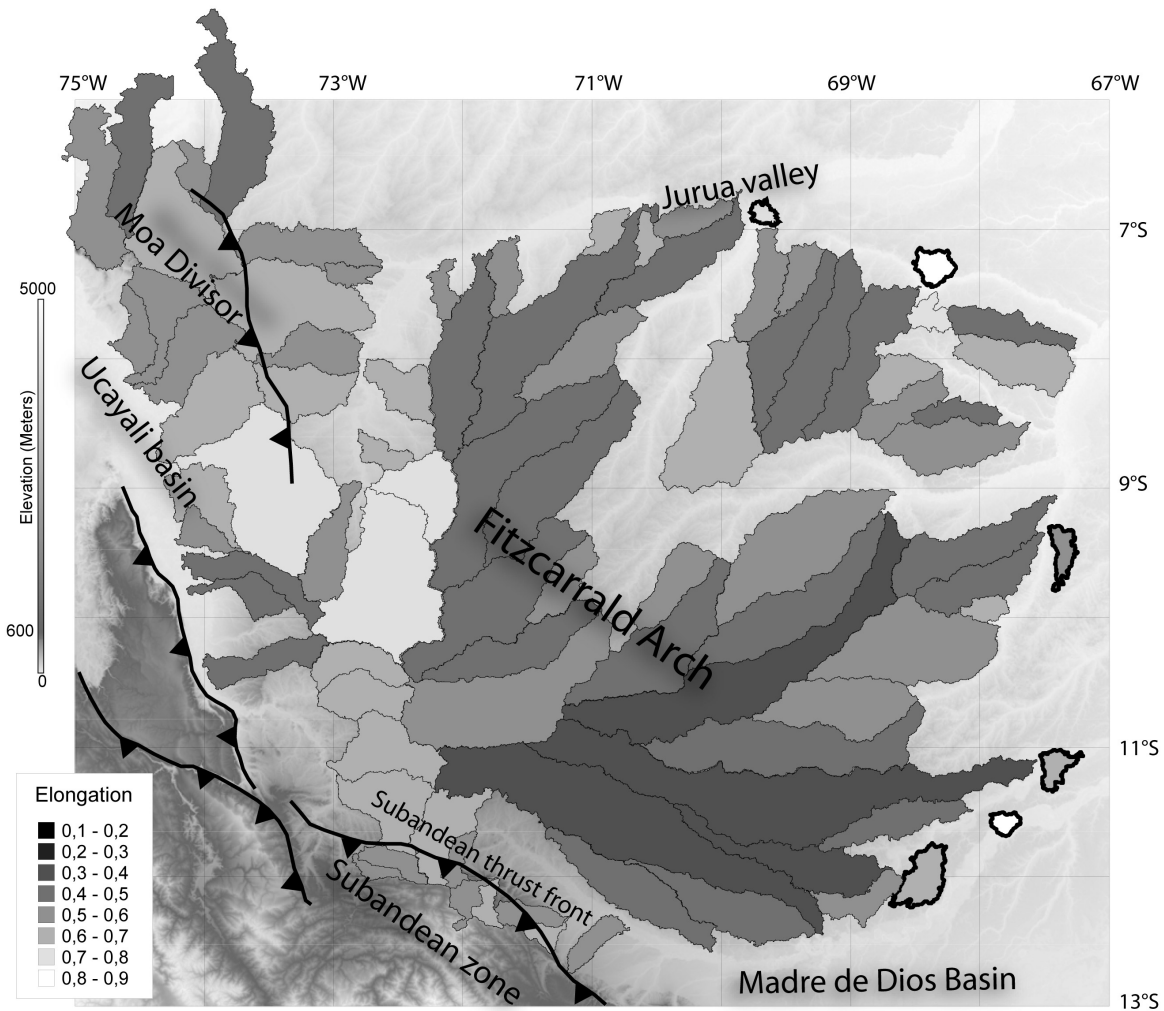 75°W 73°W 71°W 69°W 67°W
Jurua valley
7°S
Moa Divisor
5000
Elevation (Meters)
600
0
Ucayali basin
9°S
Fitzcarrald Arch
11°S
Elongation
0,1 - 0,2
0,2 - 0,3
0,3 - 0,4
0,4 - 0,5
0,5 - 0,6
0,6 - 0,7
0,7 - 0,8
0,8 - 0,9
Subandean thrust front
Subandean zone
Madre de Dios Basin
13°S